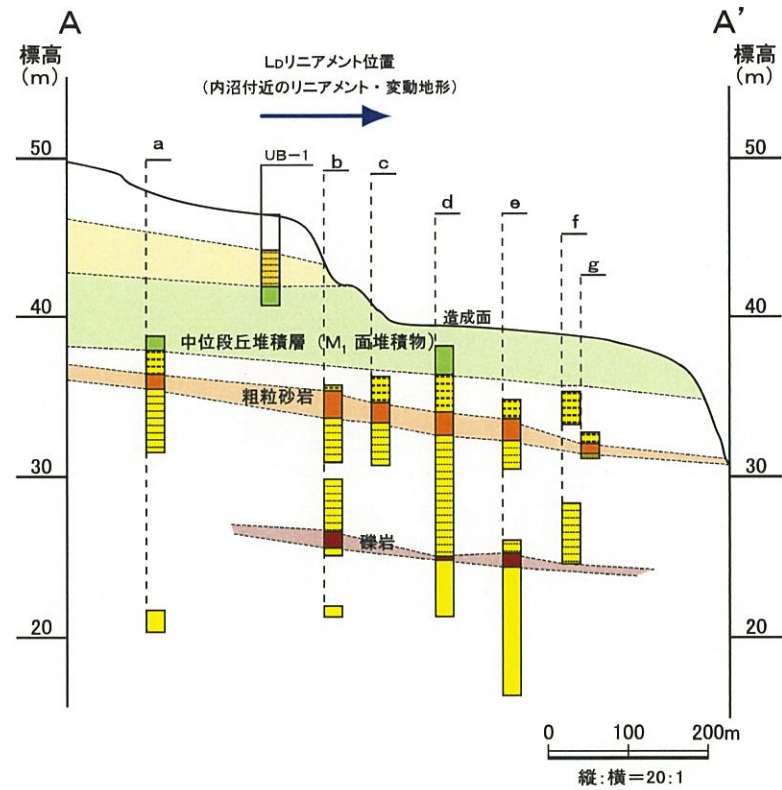 A
A’
標高
(m)
標高
(m)
LDリニアメント位置
(内沼付近のリニアメント・変動地形)
50
50
a
UB-1
b
c
d
e
f
g
40
40
造成面
中位段丘堆積層（M1 面堆積物）
粗粒砂岩
30
30
礫岩
20
20
0 100 200m
縦:横=20:1